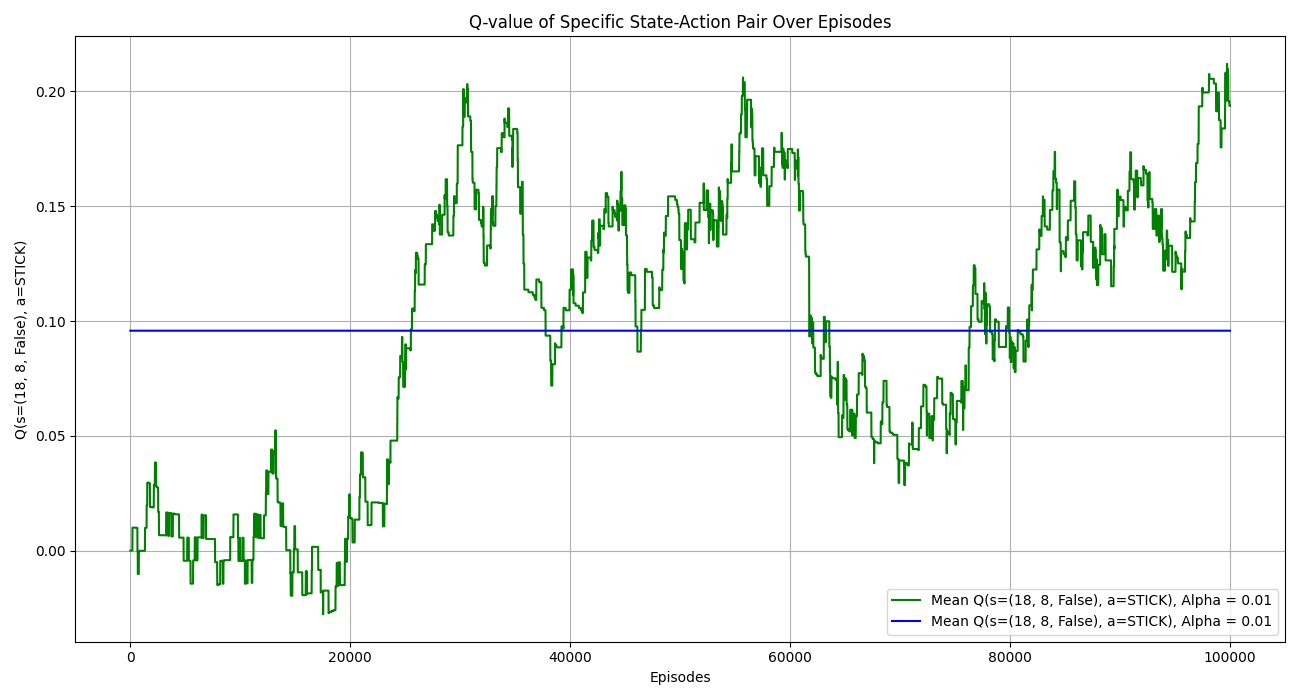 Q-value of Specific State-Action Pair Over Episodes
Q(s=(18, 8, False), a=STICK)
0.20
0.15
0.10
0.05
0.00
Mean Q(s=(18, 8, False), a=STICK), Alpha = 0.01
Mean Q(s=(18, 8, False), a=STICK), Alpha = 0.01
0 20000 40000 60000 80000 100000
Episodes